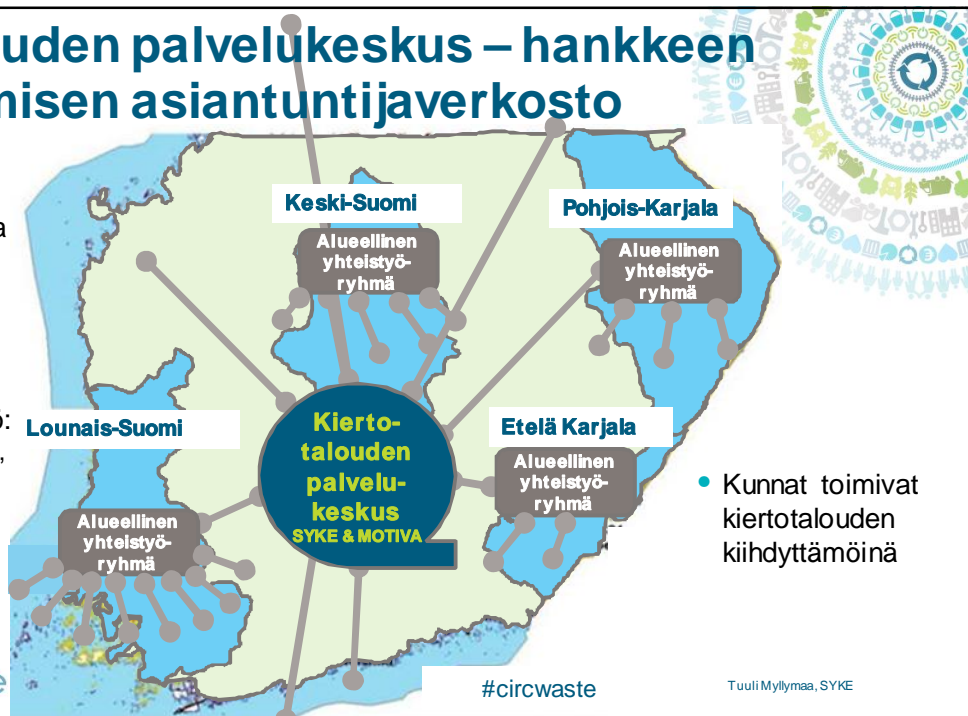 uden palvelukeskus – hankkeen
misen asiantuntijaverkosto
a
Keski-Suomi
Alueellinen
yhteistyö-
ryhmä
Pohjois-Karjala
Alueellinen
yhteistyö-
ryhmä
ö:
,
Lounais-Suomi
Alueellinen
yhteistyö-
ryhmä
Kierto-
talouden
palvelu-
keskus
SYKE & MOTIVA
Etelä Karjala
Alueellinen
yhteistyö-
ryhmä
• Kunnat toimivat
kiertotalouden
kiihdyttämöinä
e
#circwaste
Tuuli Myllymaa, SYKE